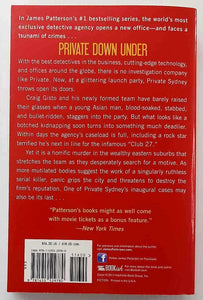 In James Patterson's #1 bestselling series, the world's most
exclusive detective agency opens a new office—and faces a
tsunami of crimes . . .
PRIVATE DOWN UNDER
With the best detectives in the business, cutting-edge technology,
and offices around the globe, there is no investigation company
like Private. Now, at a glittering launch party, Private Sydney
throws open its doors . . .
Craig Gisto and his newly formed team have barely raised
their glasses when a young Asian man, blood-soaked, stabbed,
and bullet-ridden, staggers into the party. But what looks like a
botched kidnapping soon turns into something much deadlier.
Within days the agency's caseload is full. A horrific rock star is
terrified he's next in line for the infamous "Club 27."
Yet it is a horrific murder in the wealthy eastern suburbs that
stretches the team as they desperately search for a motive. As
more mutilated bodies suggest the work of a singularly ruthless
serial killer, panic grips the city and threatens to destroy the
firm's reputation. One of Private Sydney's inaugural cases may
also be its last . . .
"Patterson's books might as well come
with movie tickets as a bonus feature."
—New York Times